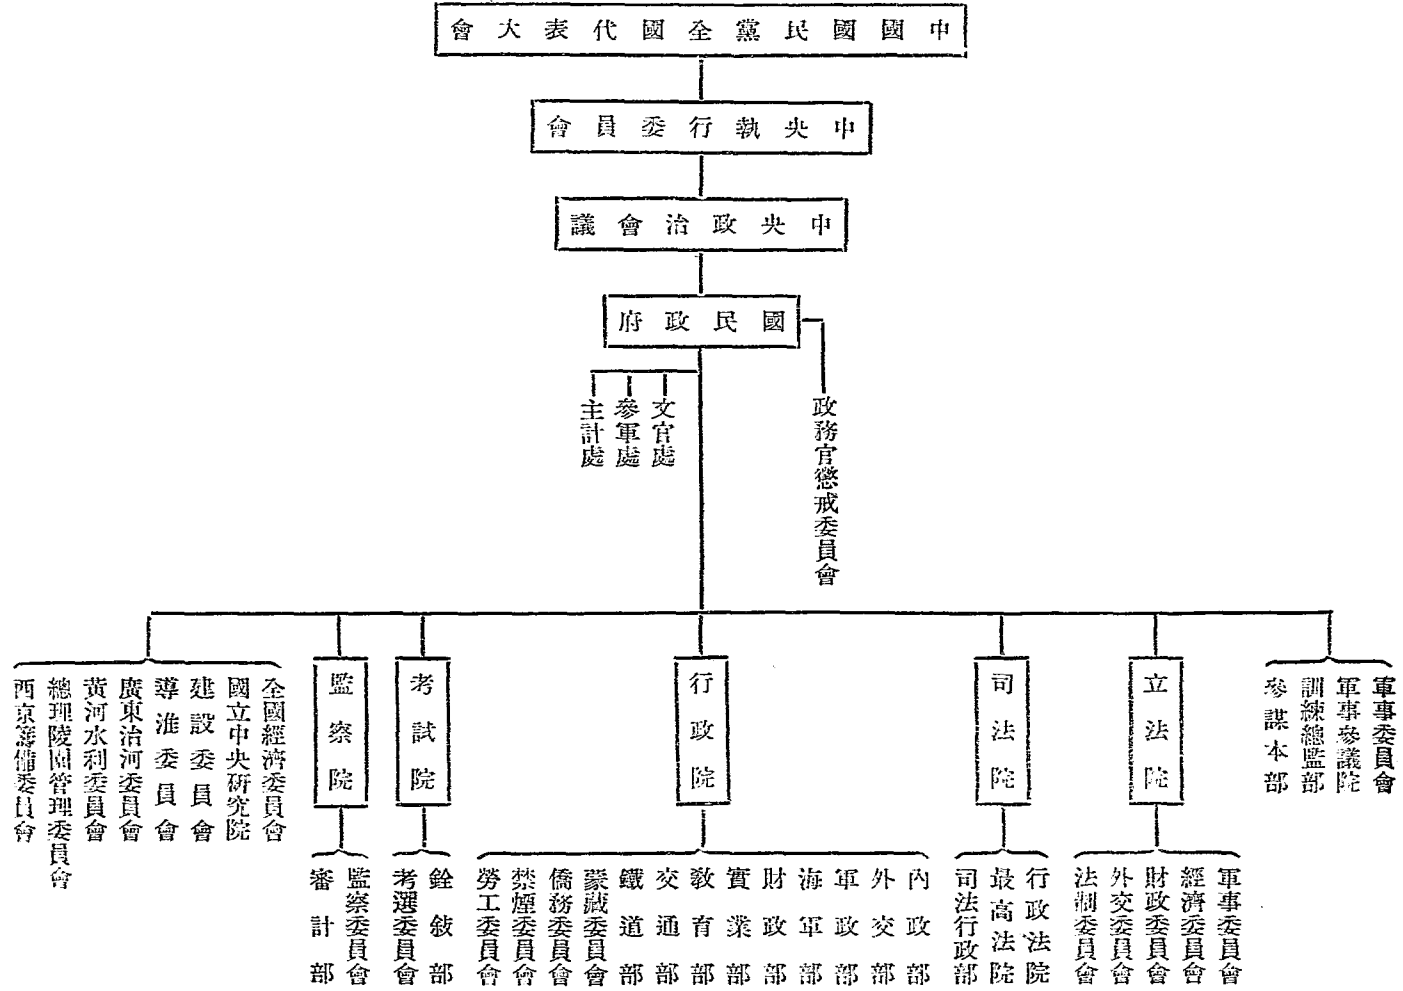 中國國民黨全國代表大會
中央執行委員會
中央政治會議
國民政府
政務官懲戒委員會
文官處
參軍處
主計處
軍事委員會
軍事參議院
訓練總監部
參謀本部
立法院
軍事委員會
經濟委員會
財政委員會
外交委員會
法制委員會
司法院
行政法院
最高法院
司法行政部
行政院
內政部
外交部
軍政部
海軍部
財政部
實業部
教育部
交通部
鐵道部
蒙藏委員會
僑務委員會
禁煙委員會
勞工委員會
考試院
銓敍部
考選委員會
監察院
監察委員會
審計部
全國經濟委員會
國立中央研究院
建設委員會
導淮委員會
廣東治河委員會
黃河水利委員會
總理陵園管理委員會
西京籌備委員會